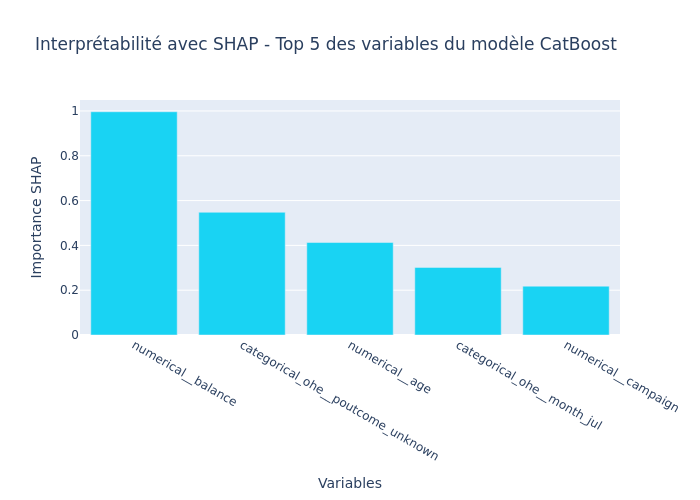 Interprétabilité avec SHAP - Top 5 des variables du modèle CatBoost
Importance SHAP
1
0.8
0.6
0.4
0.2
0
numerical__balance
categorical_ohe__poutcome_unknown
numerical__age
categorical_ohe__month_jul
numerical__campaign
Variables